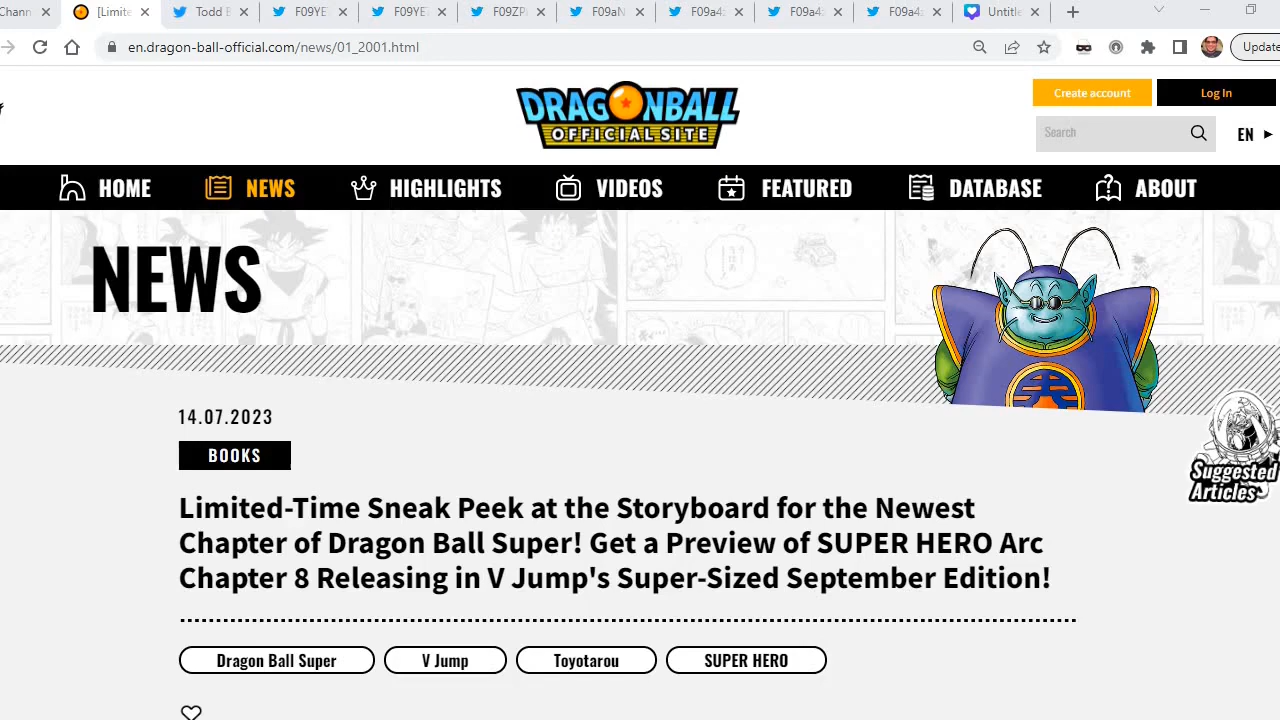 Chann
[Limite
Todd B
F09YE
F09YE
F09ZP
F09aN
F09a4
F09a4
F09a4
Untitle
en.dragon-ball-official.com/news/01_2001.html
Update
DRAGONBALL
OFFICIAL SITE
Create account
Log In
Search
EN
HOME
NEWS
HIGHLIGHTS
VIDEOS
FEATURED
DATABASE
ABOUT
NEWS
14.07.2023
BOOKS
Suggested
Articles
Limited-Time Sneak Peek at the Storyboard for the Newest
Chapter of Dragon Ball Super! Get a Preview of SUPER HERO Arc
Chapter 8 Releasing in V Jump's Super-Sized September Edition!
Dragon Ball Super
V Jump
Toyotarou
SUPER HERO